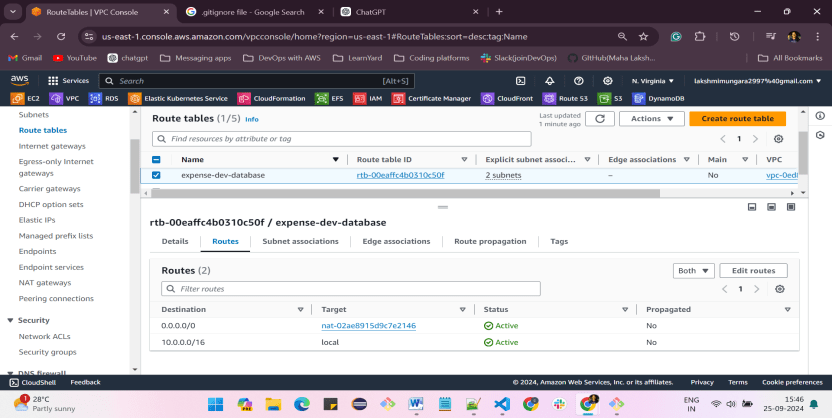 RouteTables | VPC Console
.gitignore file - Google Search
ChatGPT
us-east-1.console.aws.amazon.com/vpcconsole/home?region=us-east-1#RouteTables:sort=desc:tag:Name
Gmail YouTube chatgpt Messaging apps DevOps with AWS LearnYard Coding platforms Slack(joinDevOps) GitHub(Maha Laksh... All Bookmarks
aws Services Search [Alt+S] N. Virginia lakshmimungara2997%40gmail.com
EC2 VPC RDS Elastic Kubernetes Service CloudFormation EFS IAM Certificate Manager CloudFront Route 53 S3 DynamoDB
Subnets
Route tables
Internet gateways
Egress-only Internet
gateways
Carrier gateways
DHCP option sets
Elastic IPs
Managed prefix lists
Endpoints
Endpoint services
NAT gateways
Peering connections
Security
Network ACLs
Security groups
DNS firewall
Route tables (1/5) Info
Last updated
1 minute ago
Actions
Create route table
Find resources by attribute or tag
1
Name Route table ID Explicit subnet associ... Edge associations Main VPC
expense-dev-database rtb-00eaffc4b0310c50f 2 subnets – No vpc-0ed
rtb-00eaffc4b0310c50f / expense-dev-database
Details Routes Subnet associations Edge associations Route propagation Tags
Routes (2)
Both
Edit routes
Filter routes
1
Destination Target Status Propagated
0.0.0.0/0 nat-02ae8915d9c7e2146 Active No
10.0.0.0/16 local Active No
CloudShell Feedback © 2024, Amazon Web Services, Inc. or its affiliates. Privacy Terms Cookie preferences
1
28°C
Partly sunny
ENG
IN
15:46
25-09-2024